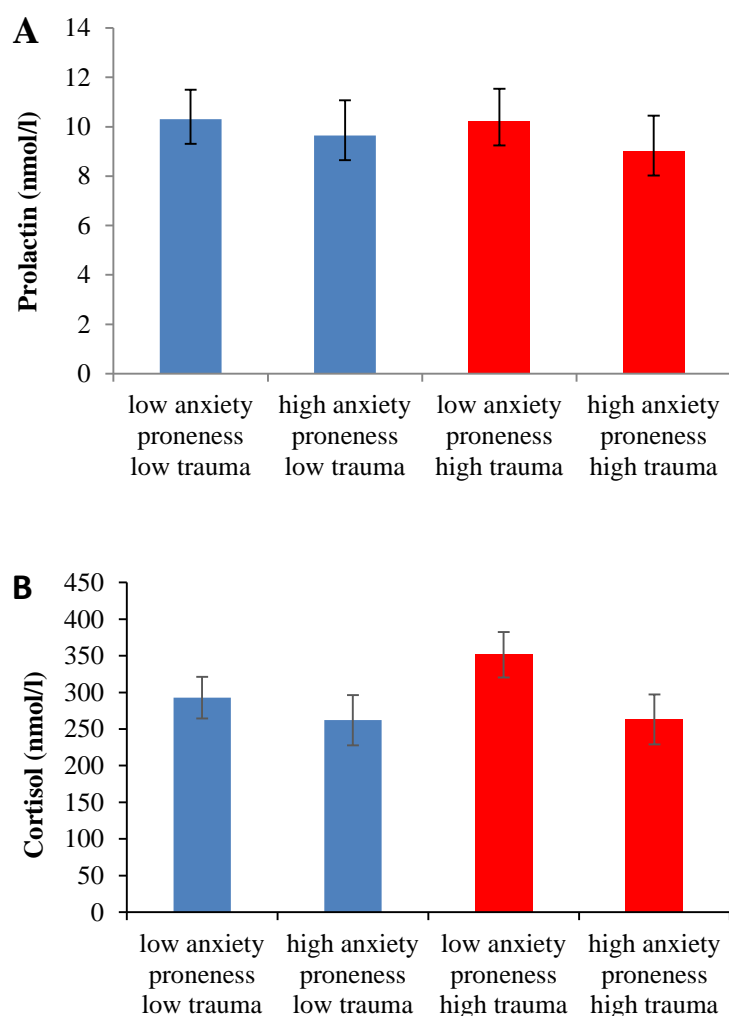 A
Prolactin (nmol/l)
14
12
10
8
6
4
2
0
low anxiety
proneness
low trauma
high anxiety
proneness
low trauma
low anxiety
proneness
high trauma
high anxiety
proneness
high trauma
B
Cortisol (nmol/l)
450
400
350
300
250
200
150
100
50
0
low anxiety
proneness
low trauma
high anxiety
proneness
low trauma
low anxiety
proneness
high trauma
high anxiety
proneness
high trauma